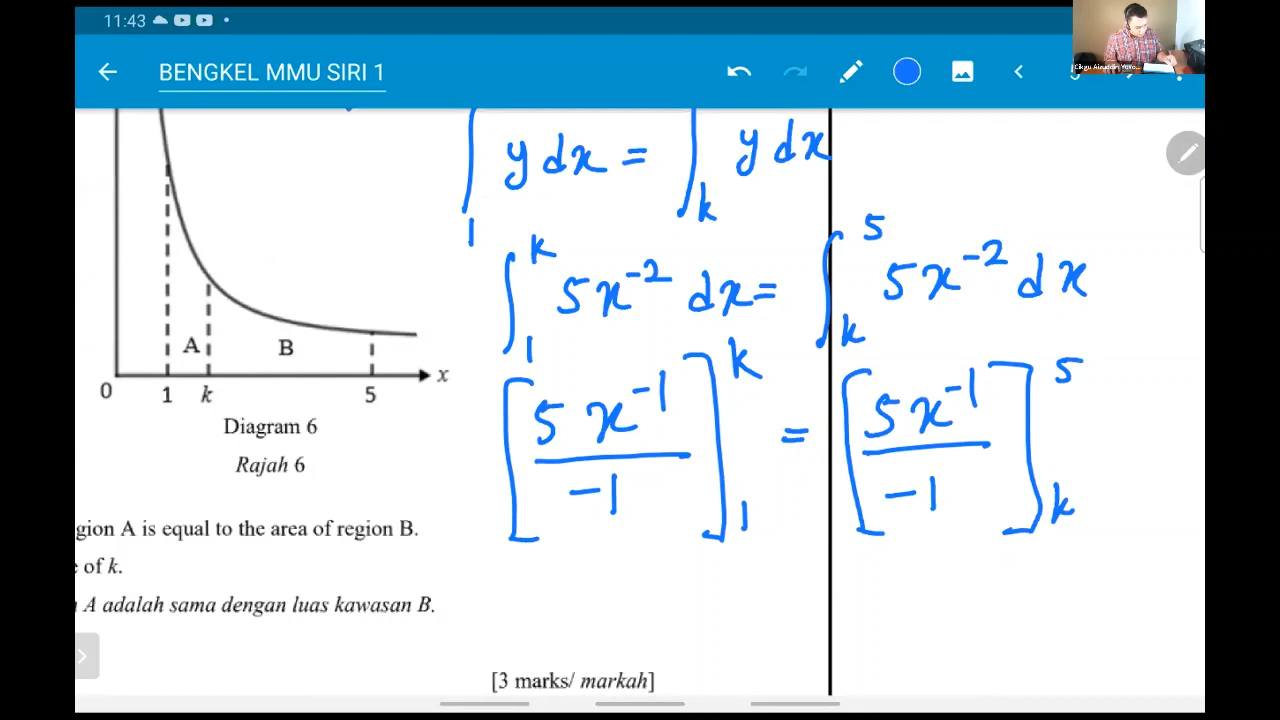 11:43
BENGKEL MMU SIRI 1
y dx = ∫ₖ y dx
1
∫₁ᵏ 5x⁻² dx = ∫ₖ⁵ 5x⁻² dx
[5x⁻¹/-1]₁ᵏ = [5x⁻¹/-1]ₖ⁵
A
B
0 1 k 5 x
Diagram 6
Rajah 6
gion A is equal to the area of region B.
of k.
A adalah sama dengan luas kawasan B.
[3 marks/ markah]